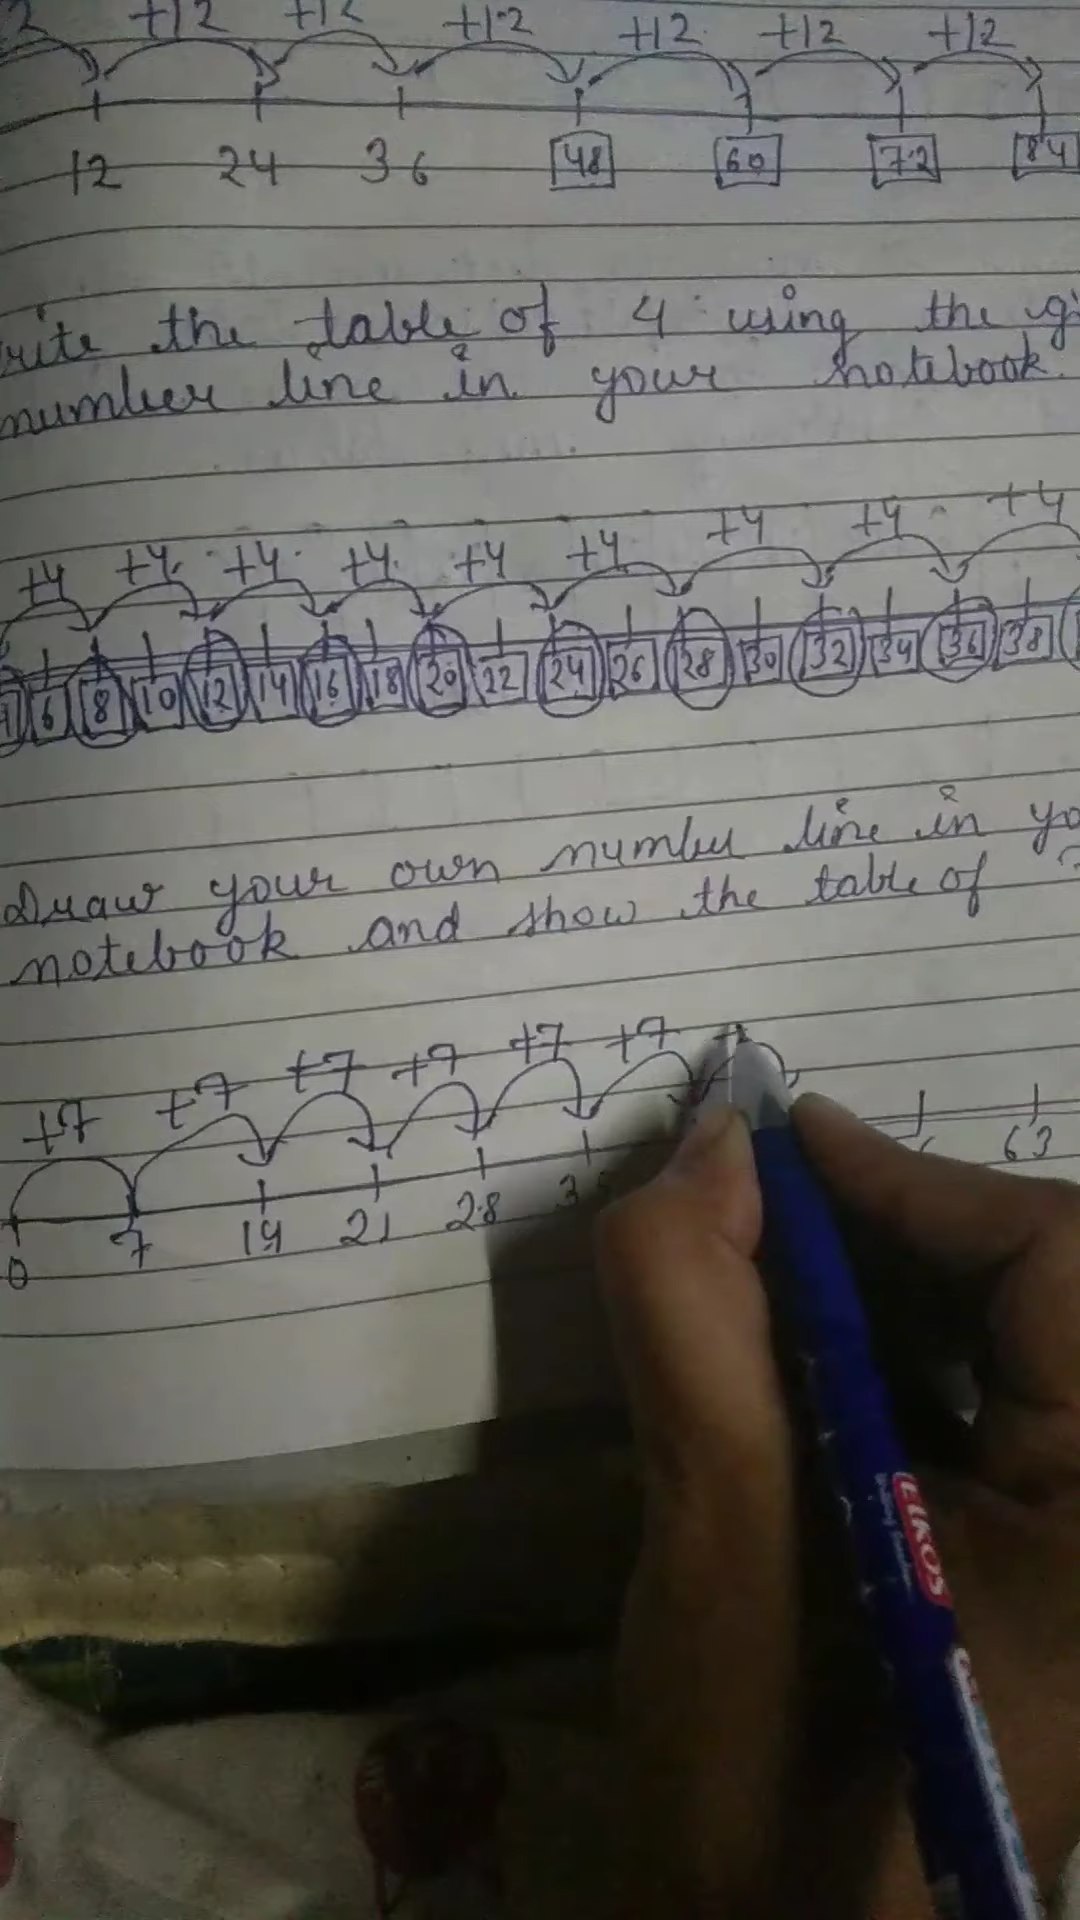 +12 +12 +12 +12 +12 +12
12 24 36 48 60 72 84
the table of 4 using the
number line in your notebook.
+4 +4 +4 +4 +4 +4 +4 +4 +4
6 8 10 12 14 16 18 20 22 24 26 28 30 32 34 36 38
Draw your own number line in
notebook and show the table of
+7 +7 +7 +7 +7 +7
0 7 14 21 28 63
ELKOS